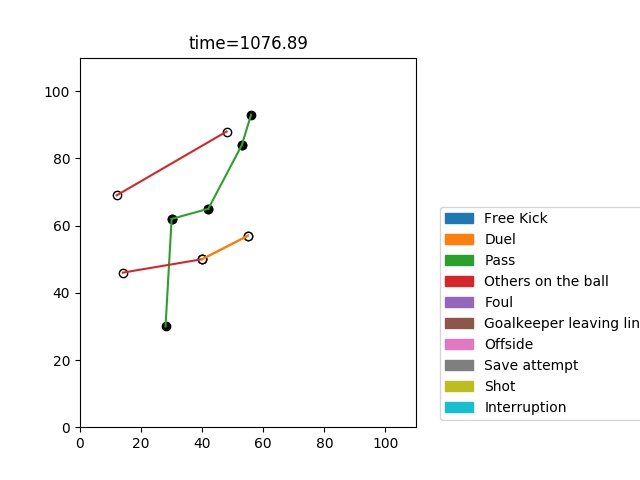 time=1076.89
100
80
60
40
20
0
0 20 40 60 80 100
Free Kick
Duel
Pass
Others on the ball
Foul
Goalkeeper leaving lin
Offside
Save attempt
Shot
Interruption